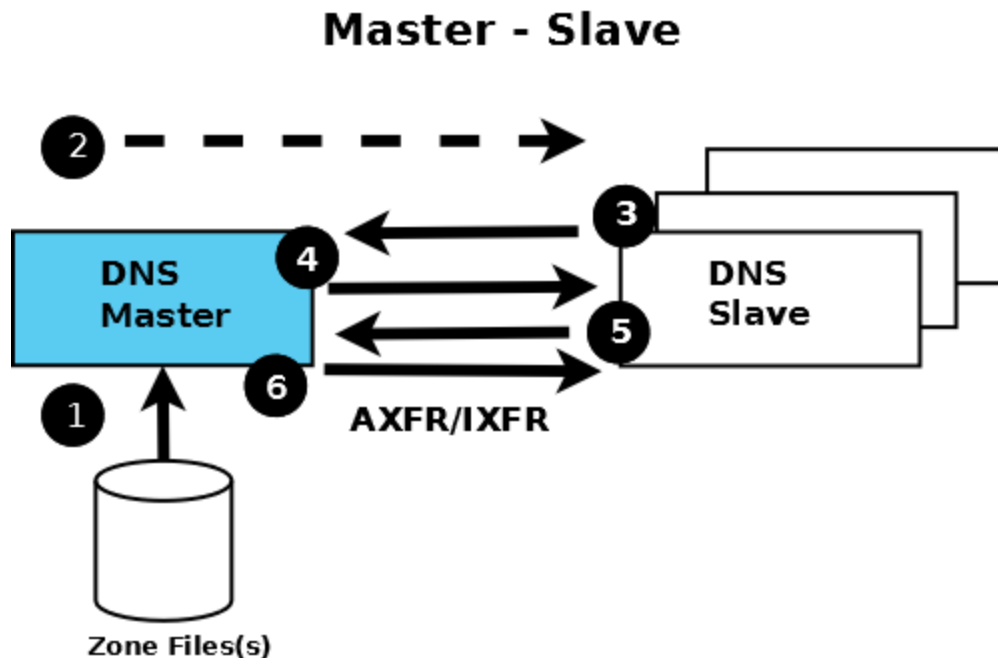 Master - Slave
2
3
4
DNS
Master
DNS
Slave
5
6
1
AXFR/IXFR
Zone Files(s)